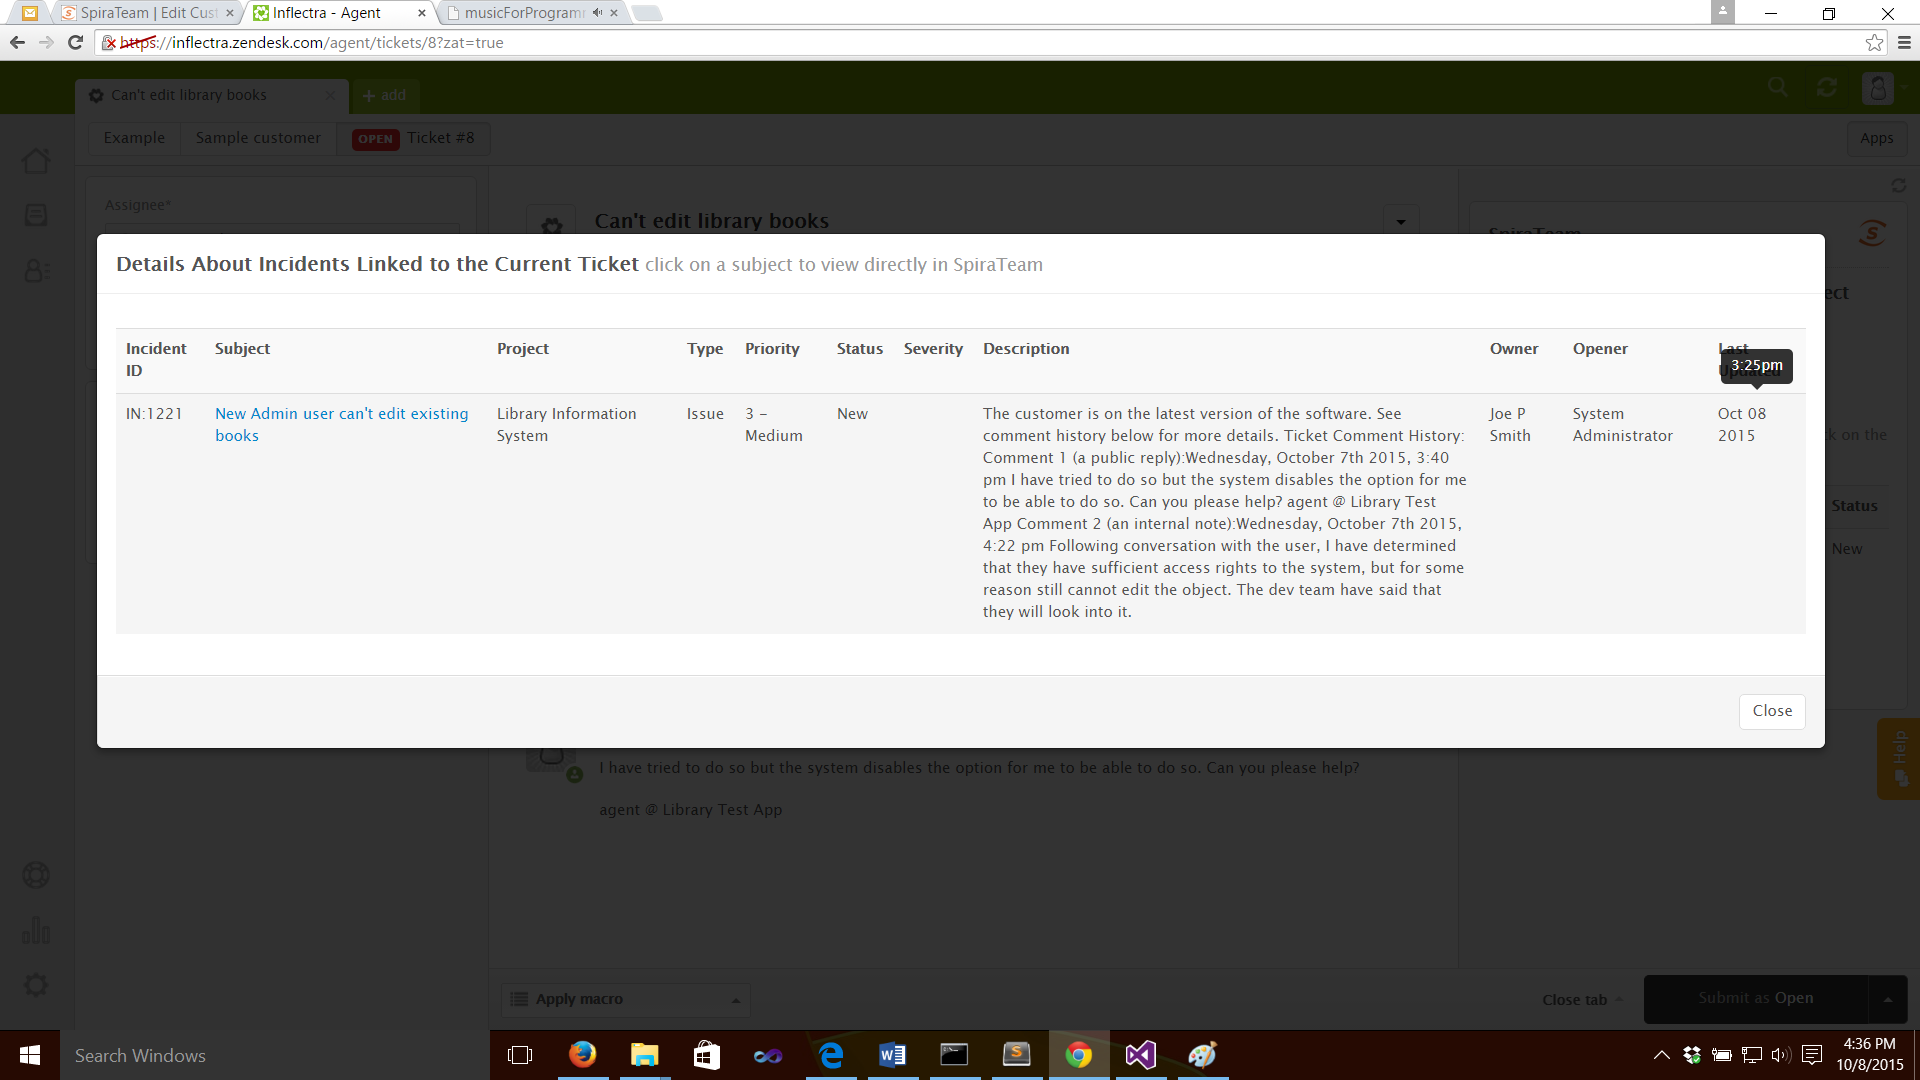 SpiraTeam | Edit Cust
Inflectra - Agent
musicForProgramm
https://inflectra.zendesk.com/agent/tickets/8?zat=true
Can't edit library books
+ add
Example
Sample customer
OPEN Ticket #8
Apps
Assignee*
Can't edit library books
SpiraTeam
Details About Incidents Linked to the Current Ticket click on a subject to view directly in SpiraTeam
ect
Incident ID
Subject
Project
Type
Priority
Status
Severity
Description
Owner
Opener
Last Updated
3:25pm
IN:1221
New Admin user can't edit existing
books
Library Information
System
Issue
3 -
Medium
New
The customer is on the latest version of the software. See
comment history below for more details. Ticket Comment History:
Comment 1 (a public reply):Wednesday, October 7th 2015, 3:40
pm I have tried to do so but the system disables the option for me
to be able to do so. Can you please help? agent @ Library Test
App Comment 2 (an internal note):Wednesday, October 7th 2015,
4:22 pm Following conversation with the user, I have determined
that they have sufficient access rights to the system, but for some
reason still cannot edit the object. The dev team have said that
they will look into it.
Joe P
Smith
System
Administrator
Oct 08
2015
k on the
Status
New
Close
Help
I have tried to do so but the system disables the option for me to be able to do so. Can you please help?
agent @ Library Test App
Apply macro
Close tab
Submit as Open
Search Windows
4:36 PM
10/8/2015